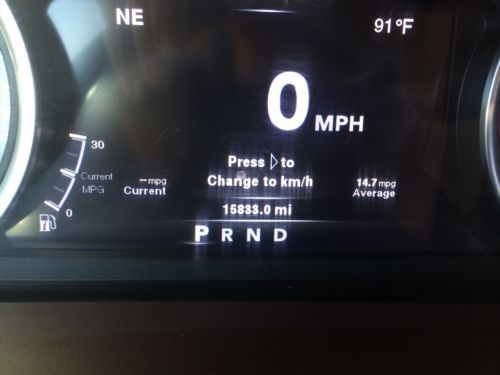 NE
91°F
0 MPH
30
Current
MPG
0
--mpg
Current
Press ▷ to
Change to km/h
14.7 mpg
Average
15833.0 mi
P R N D